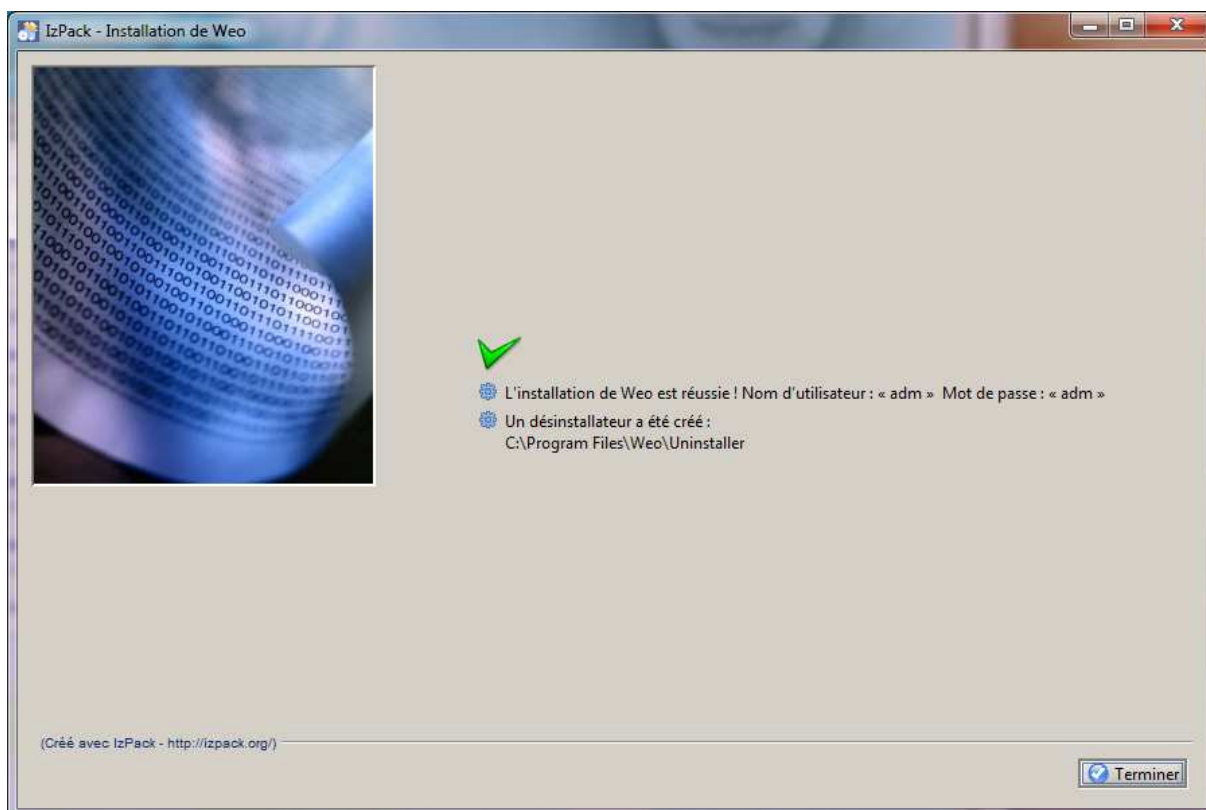 IzPack - Installation de Weo
L'installation de Weo est réussie ! Nom d'utilisateur : « adm »  Mot de passe : « adm »
Un désinstallateur a été créé :
C:\Program Files\Weo\Uninstaller
(Créé avec IzPack - http://izpack.org/)
Terminer